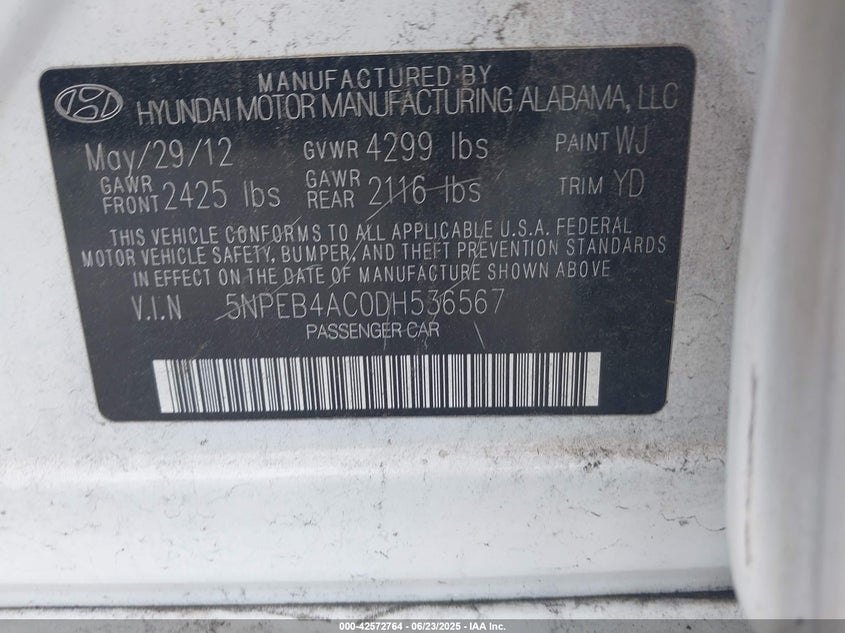 MANUFACTURED BY
HYUNDAI MOTOR MANUFACTURING ALABAMA, LLC
May/29/12 GVWR 4299 lbs PAINT WJ
GAWR FRONT 2425 lbs GAWR REAR 2116 lbs TRIM YD
THIS VEHICLE CONFORMS TO ALL APPLICABLE U.S.A. FEDERAL
MOTOR VEHICLE SAFETY, BUMPER, AND THEFT PREVENTION STANDARDS
IN EFFECT ON THE DATE OF MANUFACTURE SHOWN ABOVE
V.I.N 5NPEB4AC0DH536567
PASSENGER CAR
000-42572764 - 06/23/2025 - IAA Inc.